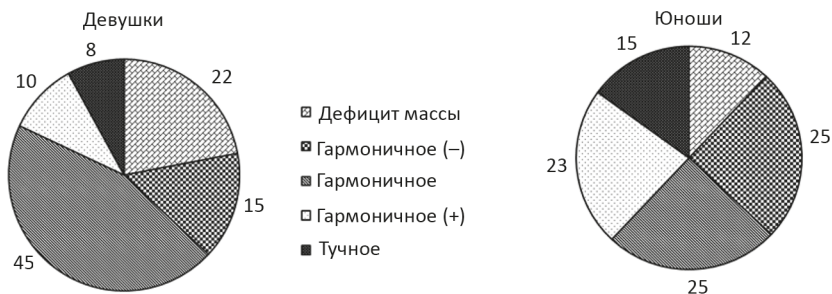 Девушки
8
22
10
15
45
Дефицит массы
Гармоничное (–)
Гармоничное
Гармоничное (+)
Тучное
Юноши
15
12
25
23
25